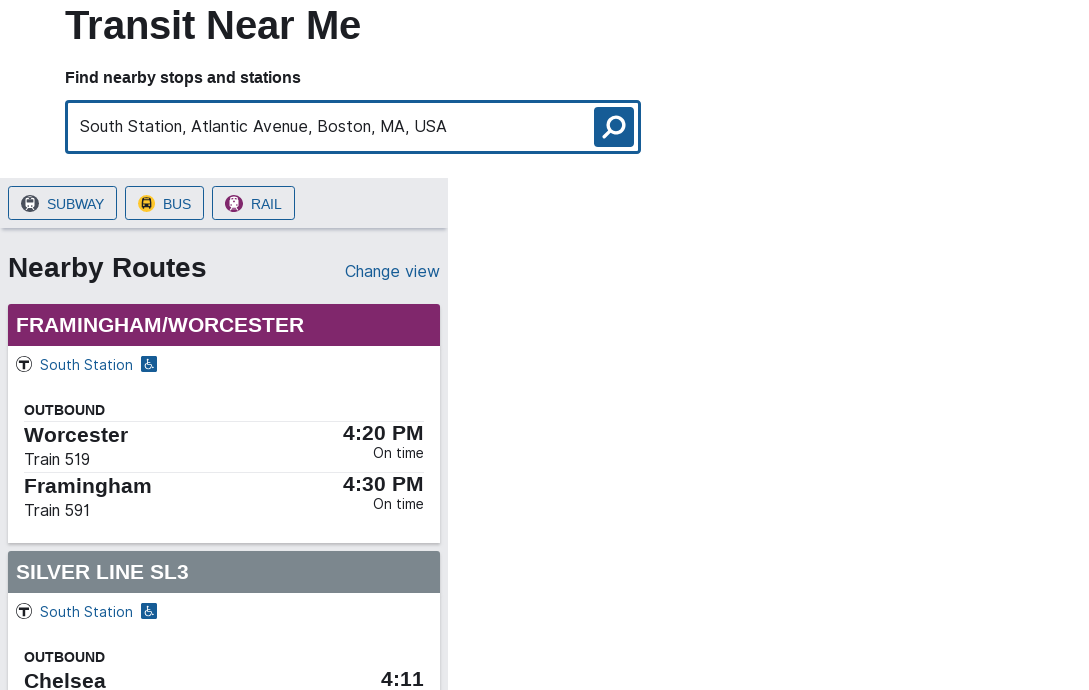 Transit Near Me
Find nearby stops and stations
South Station, Atlantic Avenue, Boston, MA, USA
SUBWAY BUS RAIL
Nearby Routes Change view
FRAMINGHAM/WORCESTER
T South Station
OUTBOUND
Worcester 4:20 PM
Train 519 On time
Framingham 4:30 PM
Train 591 On time
SILVER LINE SL3
T South Station
OUTBOUND
Chelsea 4:11